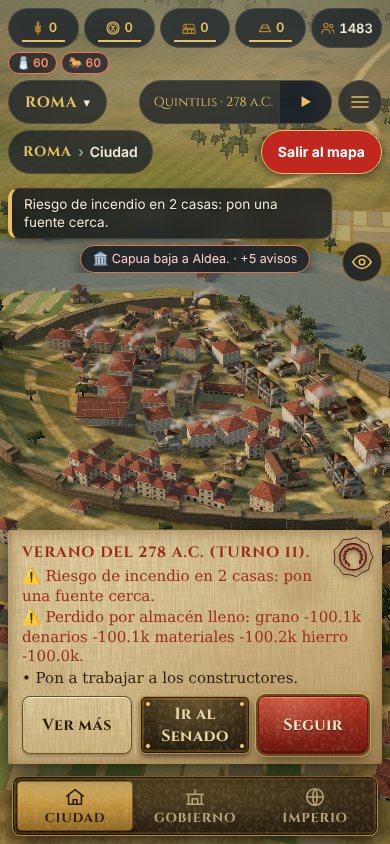 0 0 0 0 1483
60 60
ROMA ▾ QUINTILIS · 278 A.C.
ROMA › Ciudad Salir al mapa
Riesgo de incendio en 2 casas: pon una
fuente cerca.
Capua baja a Aldea. · +5 avisos
VERANO DEL 278 A.C. (TURNO 11).
⚠️ Riesgo de incendio en 2 casas: pon
una fuente cerca.
⚠️ Perdido por almacén lleno: grano -100.1k
denarios -100.1k materiales -100.2k hierro
-100.0k.
• Pon a trabajar a los constructores.
VER MÁS
IR AL
SENADO
SEGUIR
CIUDAD GOBIERNO IMPERIO